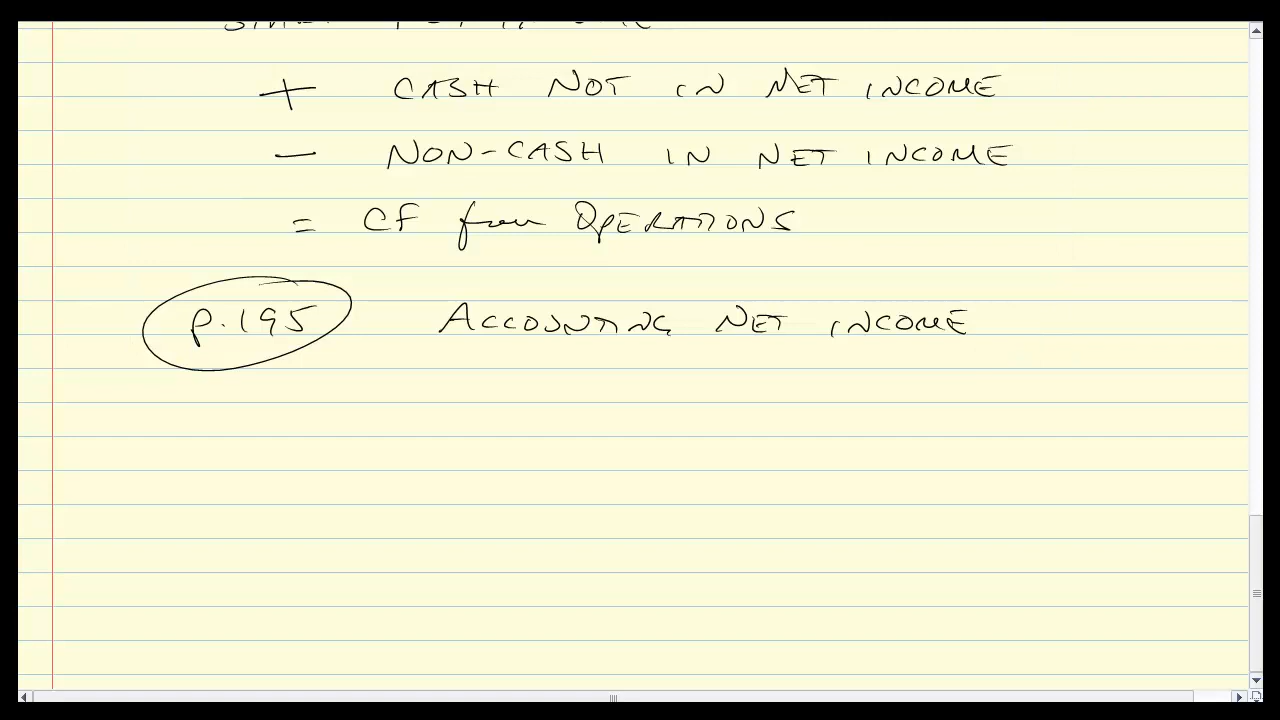 + CASH NOT IN NET INCOME
- NON-CASH IN NET INCOME
= CF from OPERATIONS
p.195 ACCOUNTING NET INCOME